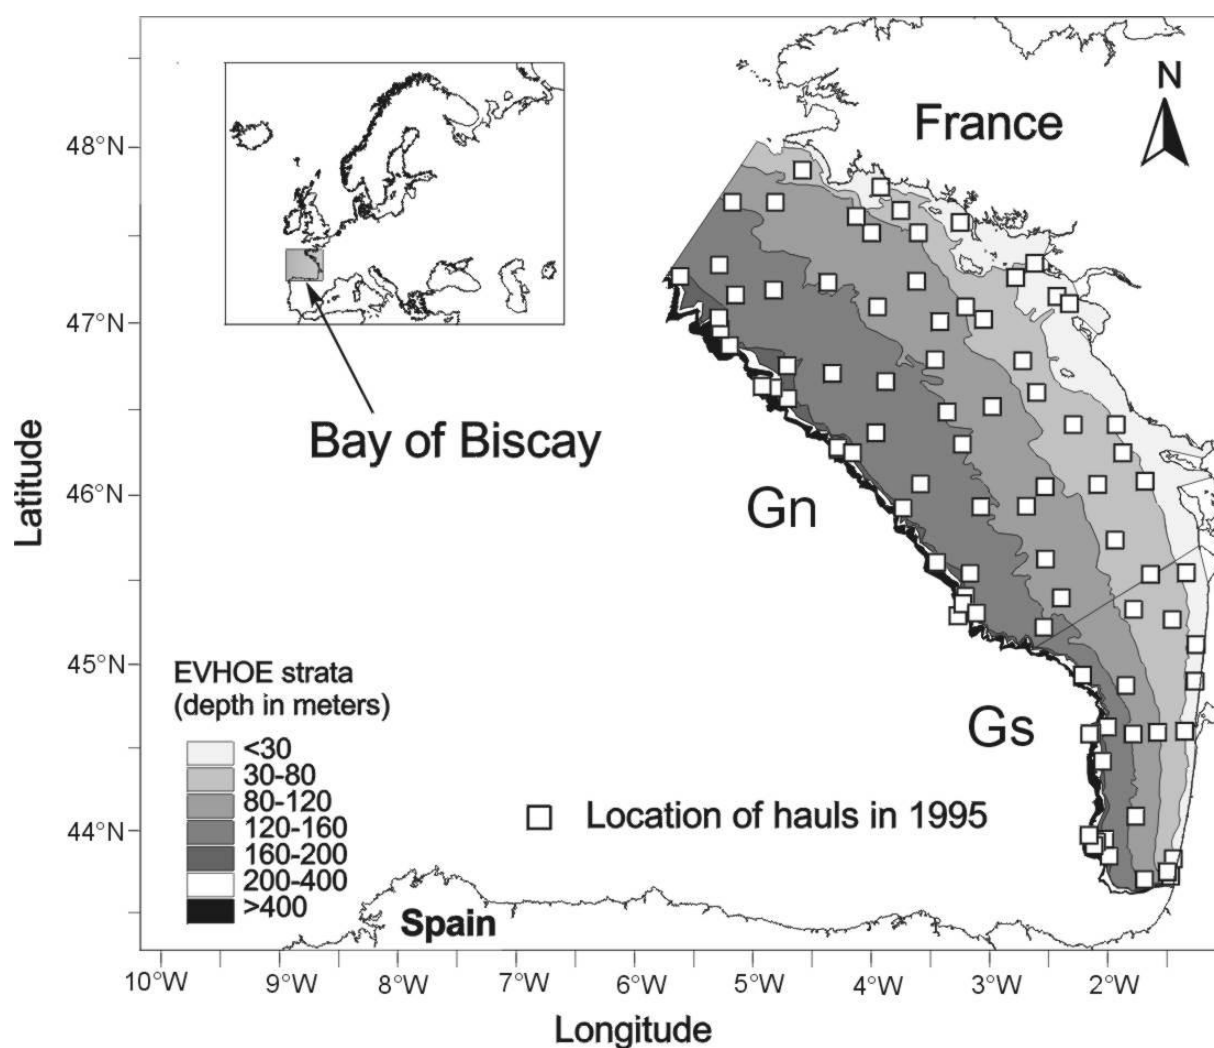 N
France
48°N
47°N
46°N
45°N
44°N
Latitude
Bay of Biscay
Gn
Gs
EVHOE strata
(depth in meters)
<30
30-80
80-120
120-160
160-200
200-400
>400
Location of hauls in 1995
Spain
10°W
9°W
8°W
7°W
6°W
5°W
4°W
3°W
2°W
Longitude